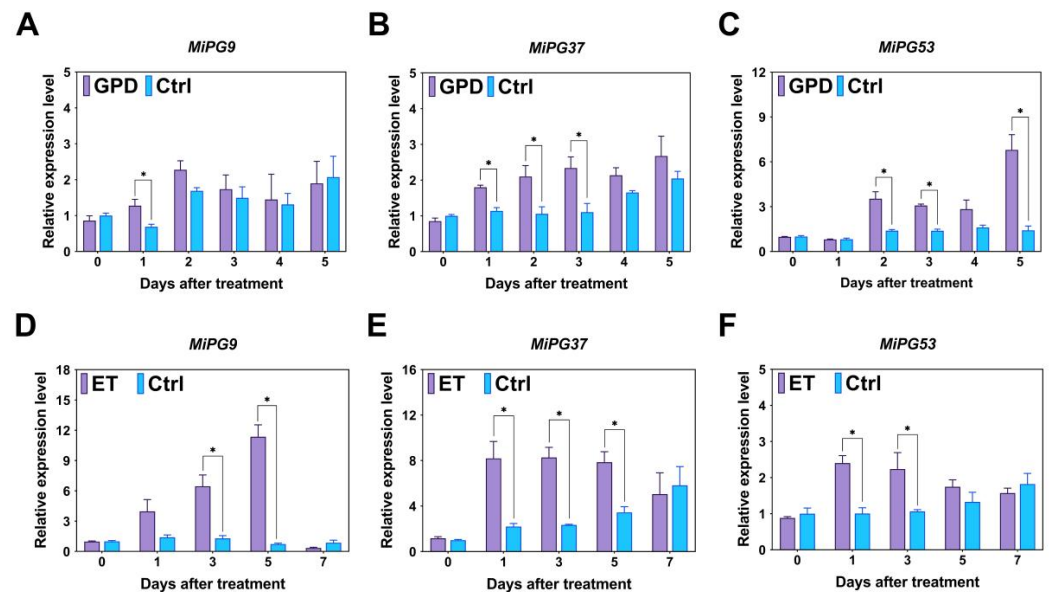 A
MiPG9
Relative expression level
5
4
3
2
1
0
GPD Ctrl
*
0 1 2 3 4 5
Days after treatment
B
MiPG37
Relative expression level
5
4
3
2
1
0
GPD Ctrl
* * *
0 1 2 3 4 5
Days after treatment
C
MiPG53
Relative expression level
12
9
6
3
0
GPD Ctrl
* * *
0 1 2 3 4 5
Days after treatment
D
MiPG9
Relative expression level
18
15
12
9
6
3
0
ET Ctrl
* *
0 1 3 5 7
Days after treatment
E
MiPG37
Relative expression level
16
12
8
4
0
ET Ctrl
* * *
0 1 3 5 7
Days after treatment
F
MiPG53
Relative expression level
5
4
3
2
1
0
ET Ctrl
* *
0 1 3 5 7
Days after treatment